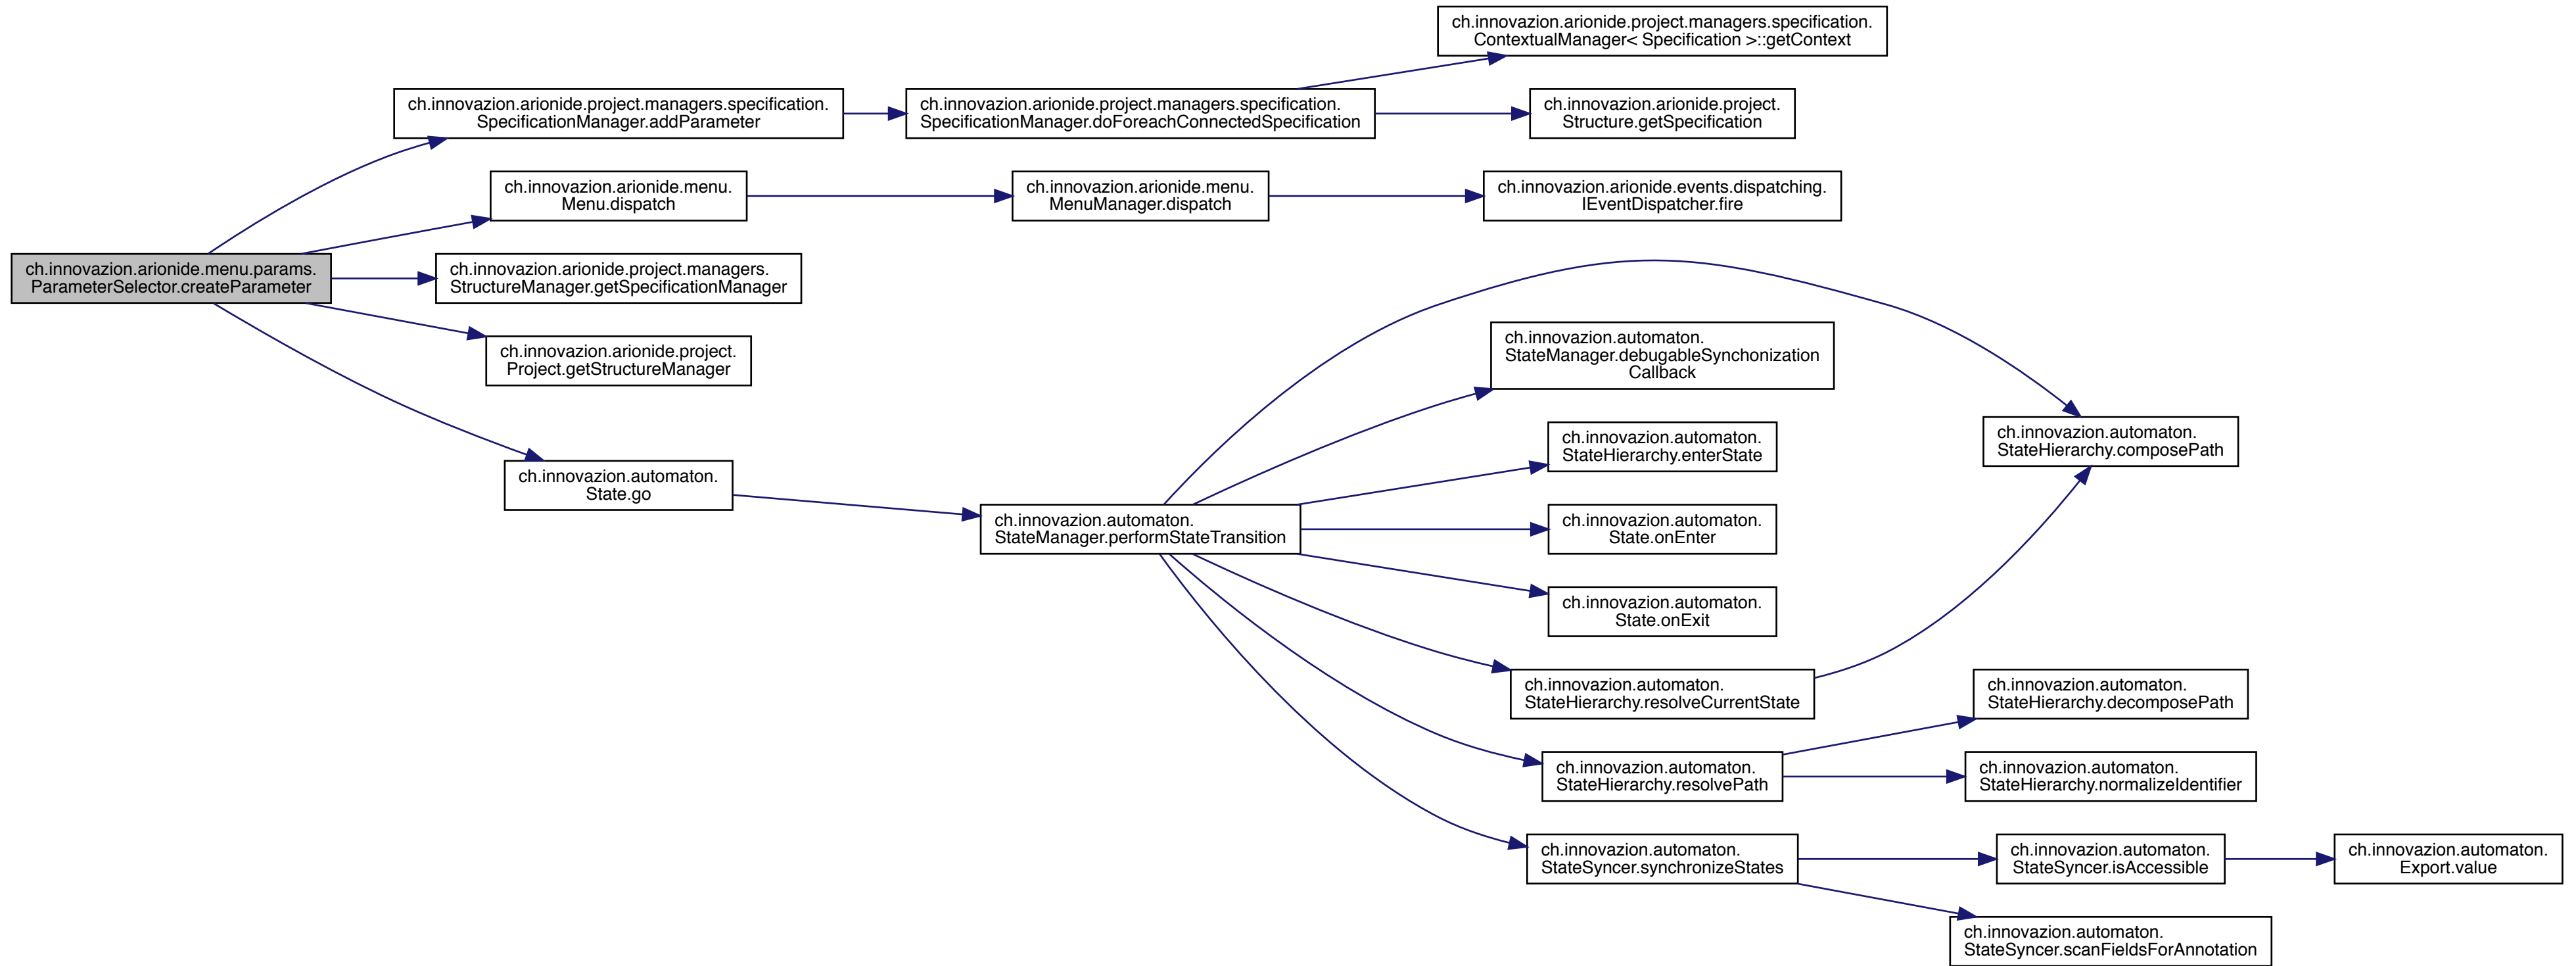 ch.innovazion.arionide.project.managers.specification.
ContextualManager< Specification >::getContext
ch.innovazion.arionide.project.managers.specification.
SpecificationManager.addParameter
ch.innovazion.arionide.project.managers.specification.
SpecificationManager.doForeachConnectedSpecification
ch.innovazion.arionide.project.
Structure.getSpecification
ch.innovazion.arionide.menu.
Menu.dispatch
ch.innovazion.arionide.menu.
MenuManager.dispatch
ch.innovazion.arionide.events.dispatching.
IEventDispatcher.fire
ch.innovazion.arionide.menu.params.
ParameterSelector.createParameter
ch.innovazion.arionide.project.managers.
StructureManager.getSpecificationManager
ch.innovazion.arionide.project.
Project.getStructureManager
ch.innovazion.automaton.
StateManager.debugableSynchonization
Callback
ch.innovazion.automaton.
StateHierarchy.composePath
ch.innovazion.automaton.
StateHierarchy.enterState
ch.innovazion.automaton.
State.go
ch.innovazion.automaton.
StateManager.performStateTransition
ch.innovazion.automaton.
State.onEnter
ch.innovazion.automaton.
State.onExit
ch.innovazion.automaton.
StateHierarchy.resolveCurrentState
ch.innovazion.automaton.
StateHierarchy.decomposePath
ch.innovazion.automaton.
StateHierarchy.resolvePath
ch.innovazion.automaton.
StateHierarchy.normalizeIdentifier
ch.innovazion.automaton.
StateSyncer.synchronizeStates
ch.innovazion.automaton.
StateSyncer.isAccessible
ch.innovazion.automaton.
Export.value
ch.innovazion.automaton.
StateSyncer.scanFieldsForAnnotation